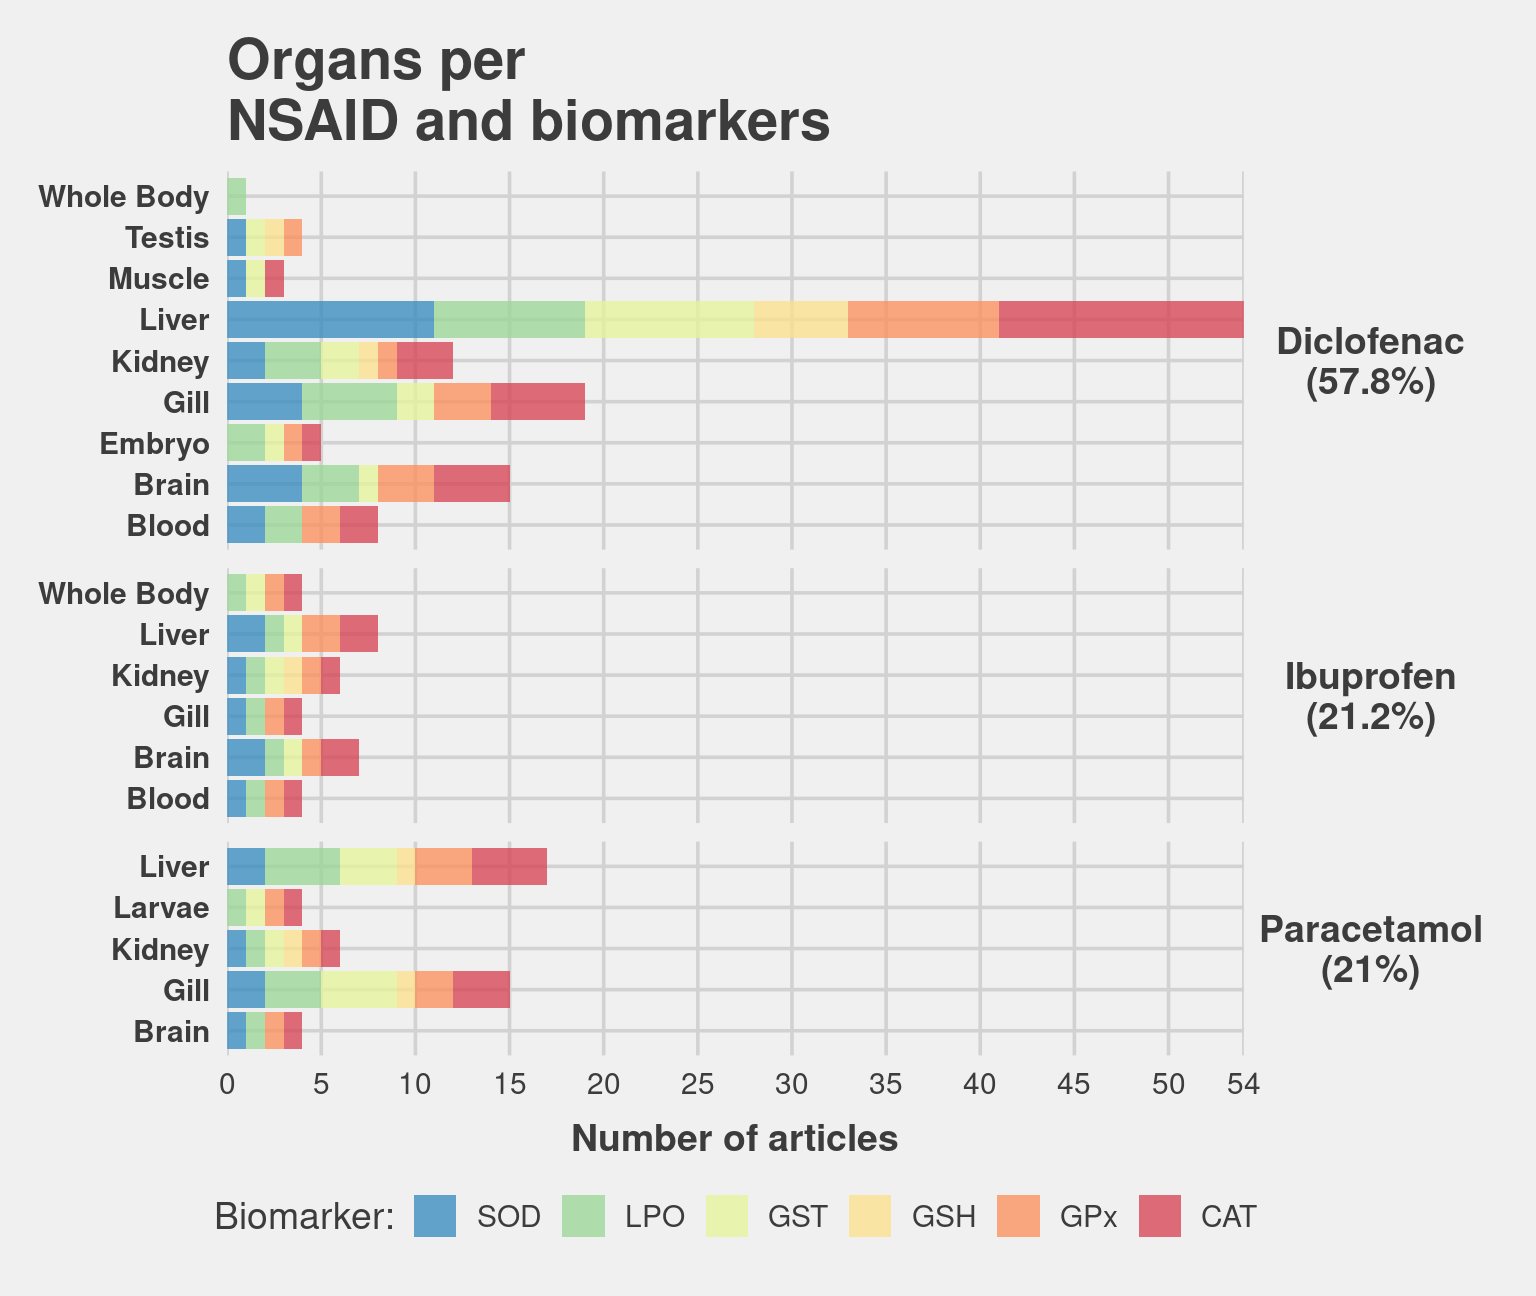 Organs per
NSAID and biomarkers
Whole Body
Testis
Muscle
Liver
Kidney
Gill
Embryo
Brain
Blood
Diclofenac
(57.8%)
Whole Body
Liver
Kidney
Gill
Brain
Blood
Ibuprofen
(21.2%)
Liver
Larvae
Kidney
Gill
Brain
Paracetamol
(21%)
0 5 10 15 20 25 30 35 40 45 50 54
Number of articles
Biomarker: SOD LPO GST GSH GPx CAT